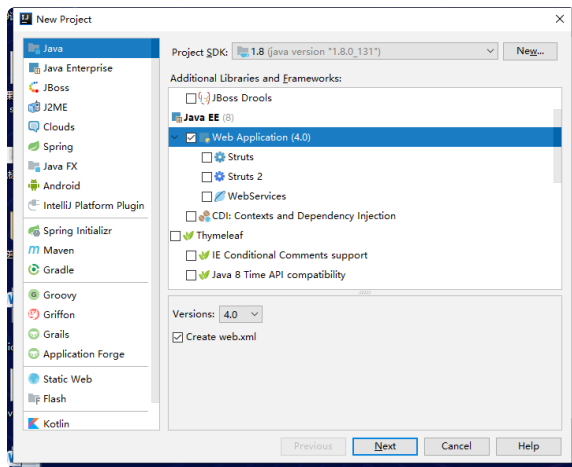 New Project
Java
Java Enterprise
JBoss
J2ME
Clouds
Spring
Java FX
Android
IntelliJ Platform Plugin
Spring Initializr
Maven
Gradle
Groovy
Griffon
Grails
Application Forge
Static Web
Flash
Kotlin
Project SDK: 1.8 (java version "1.8.0_131") New...
Additional Libraries and Frameworks:
JBoss Drools
Java EE (8)
Web Application (4.0)
Struts
Struts 2
WebServices
CDI: Contexts and Dependency Injection
Thymeleaf
IE Conditional Comments support
Java 8 Time API compatibility
Versions: 4.0
Create web.xml
Previous Next Cancel Help